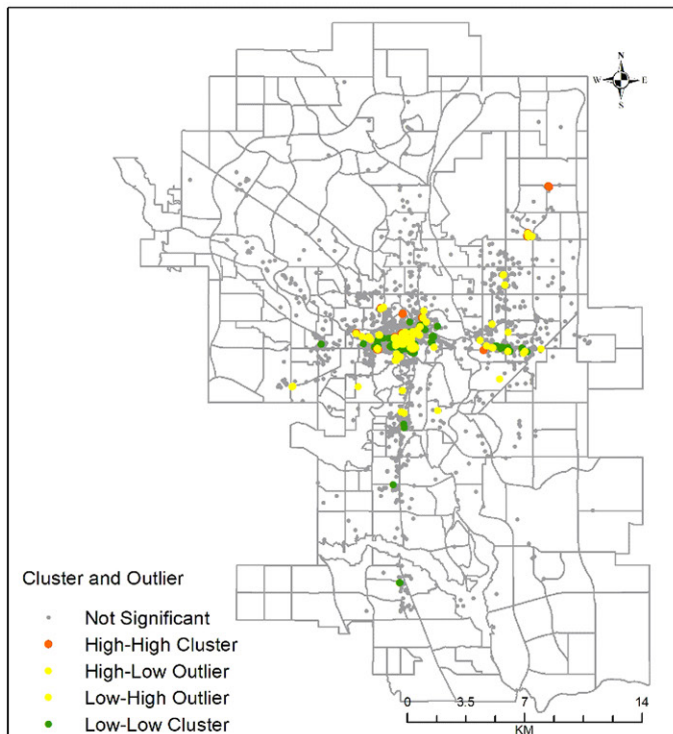 N
W E
S
Cluster and Outlier
Not Significant
High-High Cluster
High-Low Outlier
Low-High Outlier
Low-Low Cluster
0 3.5 7 14
KM